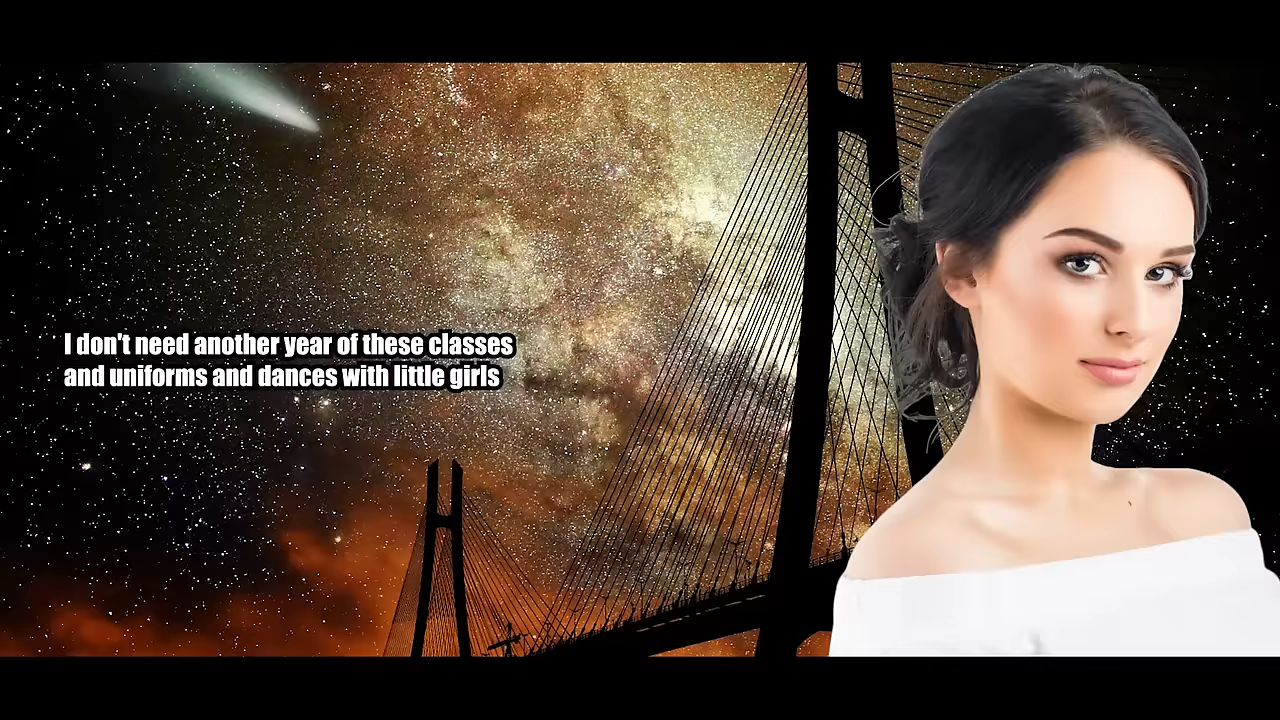 I don't need another year of these classes
and uniforms and dances with little girls